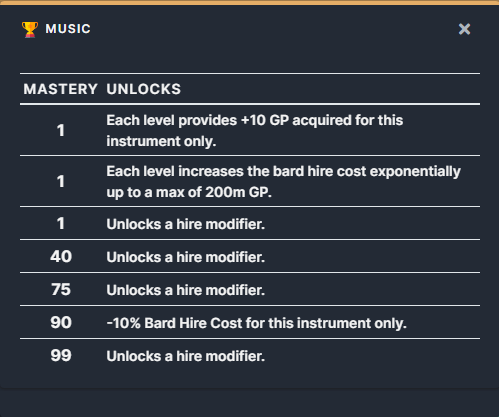 MUSIC
MASTERY UNLOCKS
1 Each level provides +10 GP acquired for this
instrument only.
1 Each level increases the bard hire cost exponentially
up to a max of 200m GP.
1 Unlocks a hire modifier.
40 Unlocks a hire modifier.
75 Unlocks a hire modifier.
90 -10% Bard Hire Cost for this instrument only.
99 Unlocks a hire modifier.